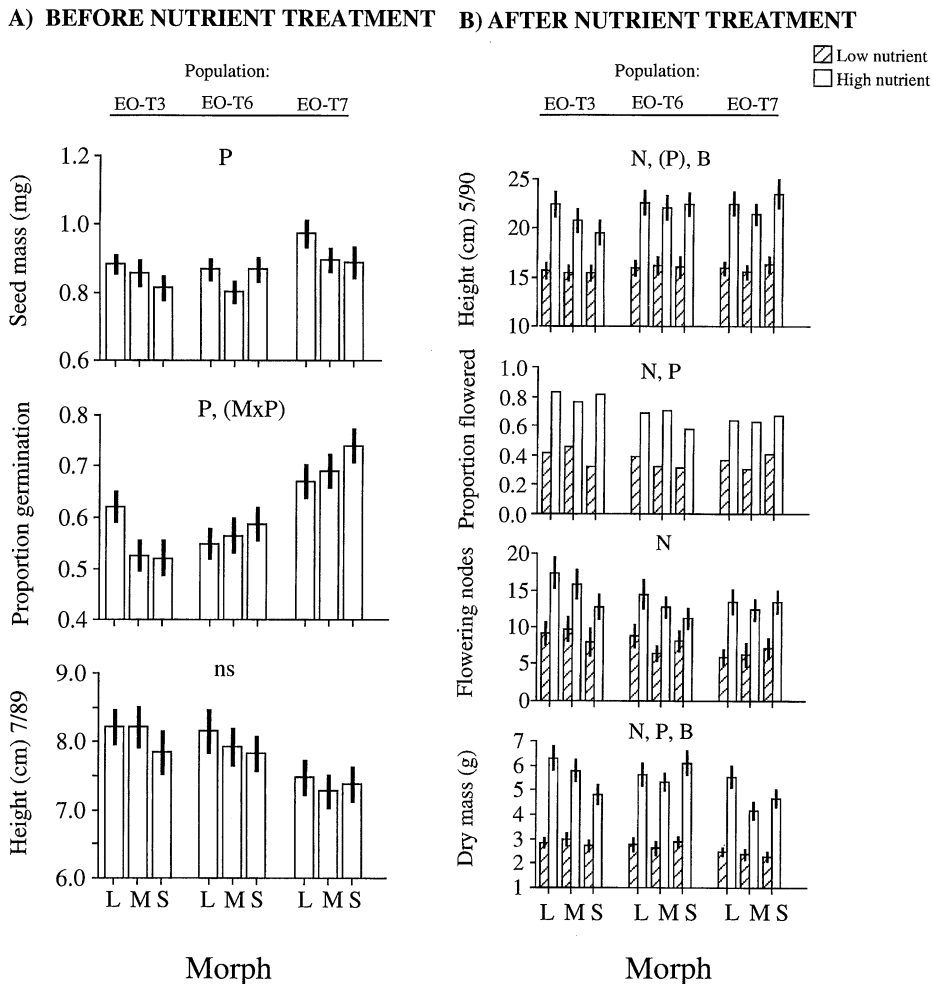 A) BEFORE NUTRIENT TREATMENT
Population:
EO-T3 EO-T6 EO-T7
P
Seed mass (mg)
1.2
1.0
0.8
0.6
P, (MxP)
Proportion germination
0.8
0.7
0.6
0.5
0.4
ns
Height (cm) 7/89
9.0
8.0
7.0
6.0
L M S L M S L M S
Morph
B) AFTER NUTRIENT TREATMENT
Low nutrient
High nutrient
Population:
EO-T3 EO-T6 EO-T7
N, (P), B
Height (cm) 5/90
25
20
15
10
N, P
Proportion flowered
1.0
0.8
0.6
0.4
0.2
0.0
N
Flowering nodes
20
15
10
5
0
N, P, B
Dry mass (g)
7
6
5
4
3
2
1
L M S L M S L M S
Morph